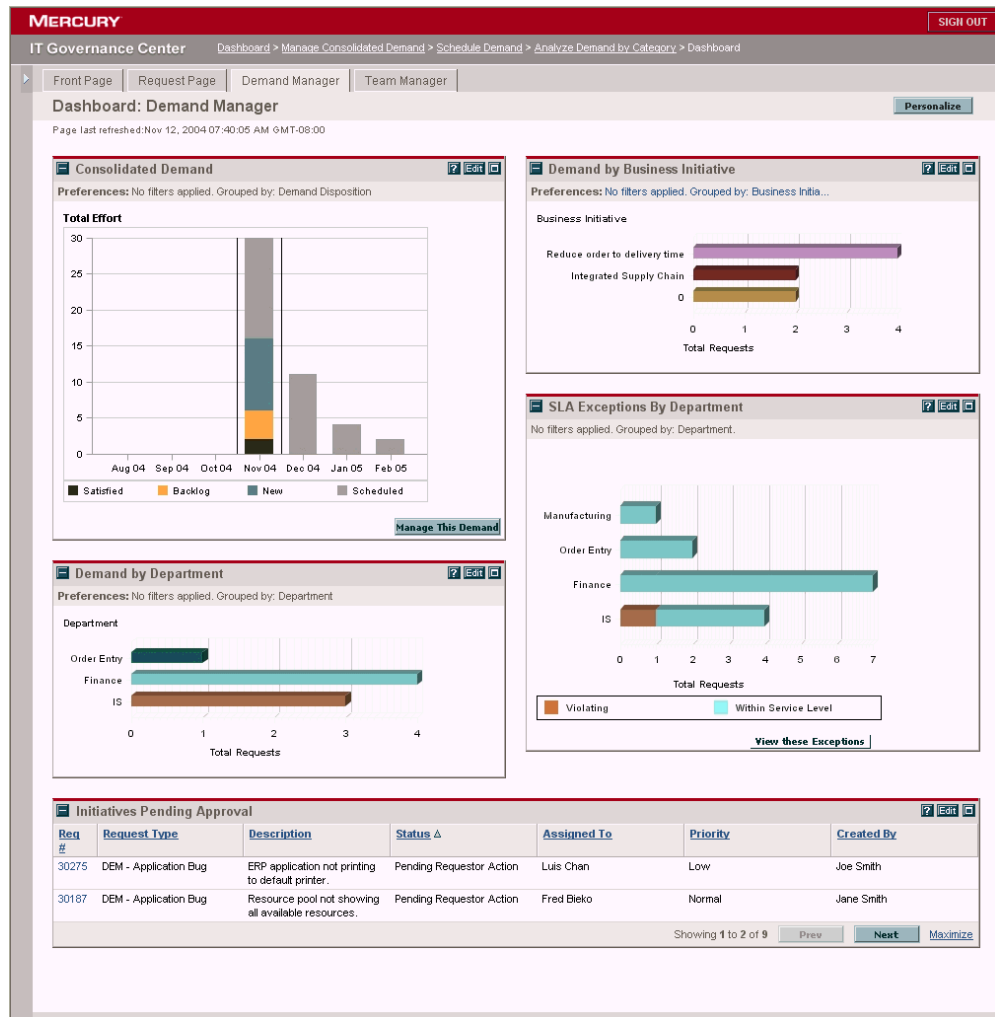 MERCURY
SIGN OUT
IT Governance Center
Dashboard > Manage Consolidated Demand > Schedule Demand > Analyze Demand by Category > Dashboard
Front Page
Request Page
Demand Manager
Team Manager
Dashboard: Demand Manager
Personalize
Page last refreshed:Nov 12, 2004 07:40:05 AM GMT-08:00
Consolidated Demand
? Edit
Preferences: No filters applied. Grouped by: Demand Disposition
Total Effort
30
25
20
15
10
5
0
Aug 04 Sep 04 Oct 04 Nov 04 Dec 04 Jan 05 Feb 05
Satisfied Backlog New Scheduled
Manage This Demand
Demand by Business Initiative
? Edit
Preferences: No filters applied. Grouped by: Business Initia...
Business Initiative
Reduce order to delivery time
Integrated Supply Chain
0
0 1 2 3 4
Total Requests
SLA Exceptions By Department
? Edit
No filters applied. Grouped by: Department.
Manufacturing
Order Entry
Finance
IS
0 1 2 3 4 5 6 7
Total Requests
Violating Within Service Level
View these Exceptions
Demand by Department
? Edit
Preferences: No filters applied. Grouped by: Department
Department
Order Entry
Finance
IS
0 1 2 3 4
Total Requests
Initiatives Pending Approval
? Edit
Req # Request Type Description Status Assigned To Priority Created By
30275 DEM - Application Bug ERP application not printing to default printer. Pending Requestor Action Luis Chan Low Joe Smith
30187 DEM - Application Bug Resource pool not showing all available resources. Pending Requestor Action Fred Bieko Normal Jane Smith
Showing 1 to 2 of 9 Prev Next Maximize